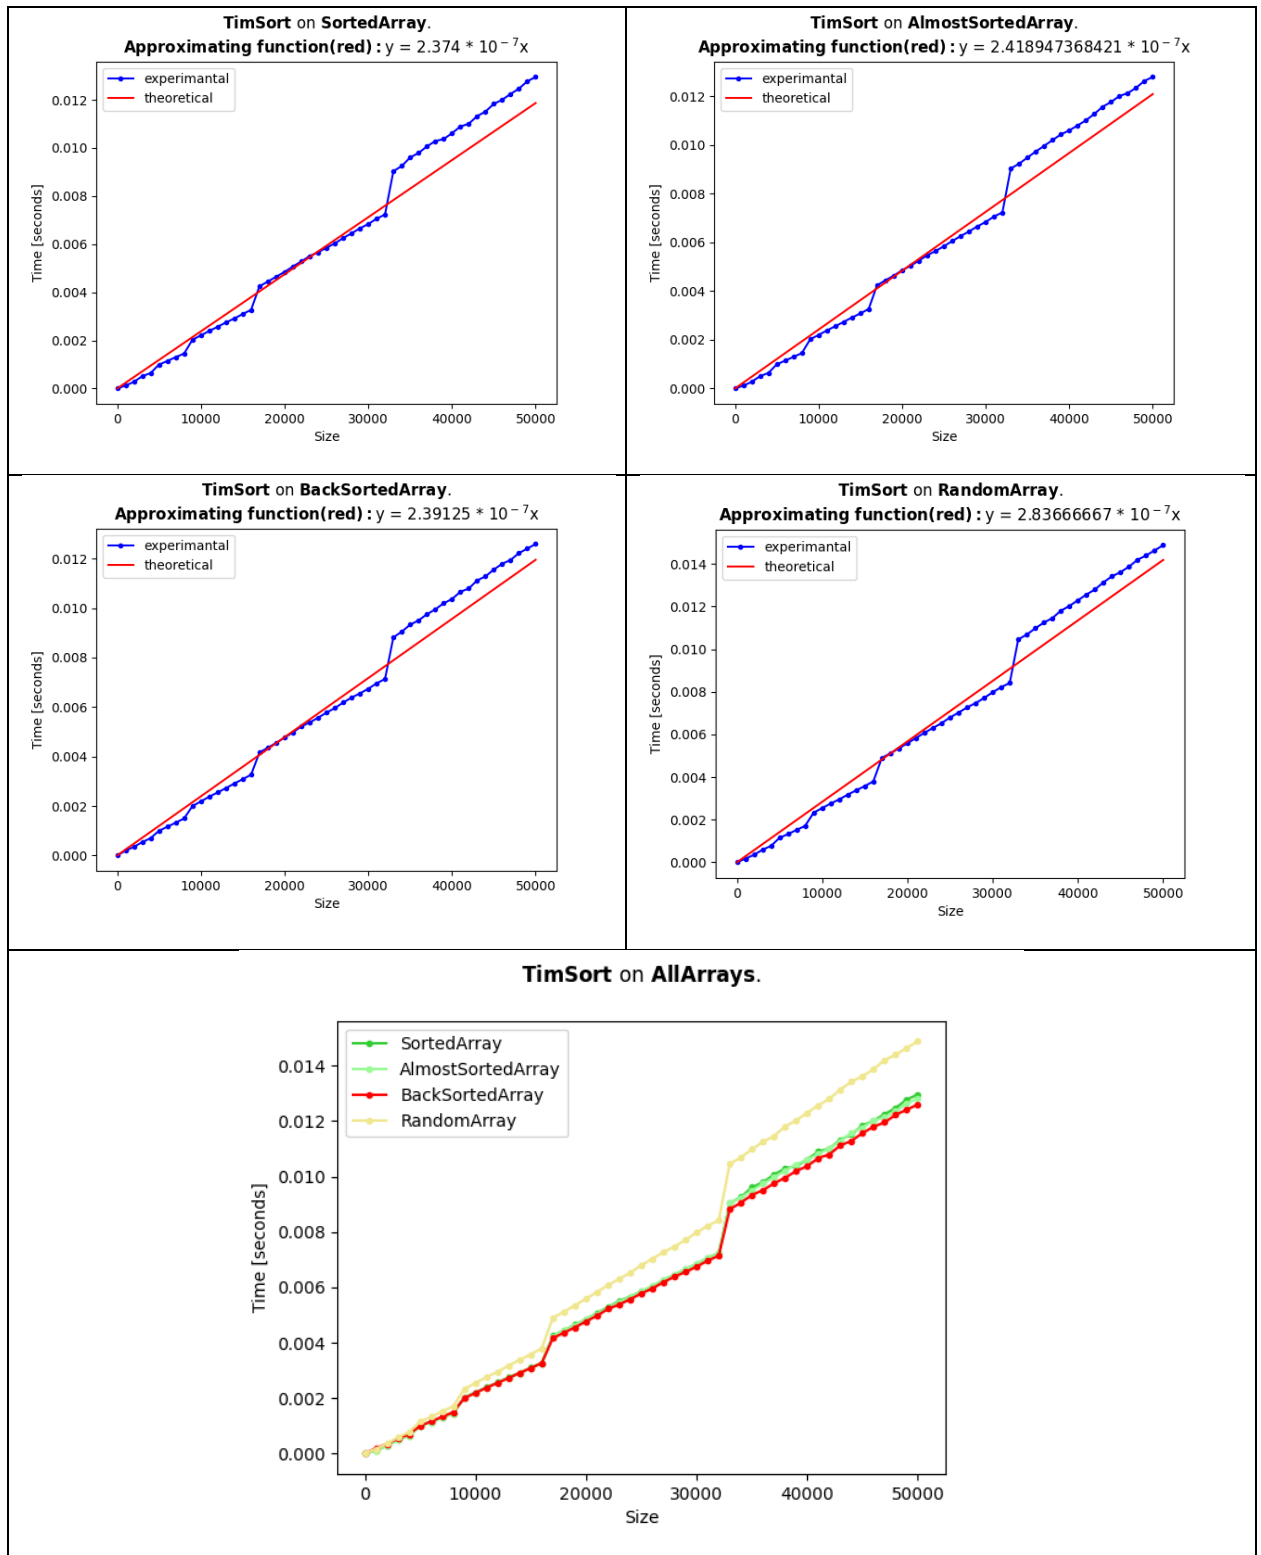 TimSort on SortedArray.
Approximating function(red) : y = 2.374 * 10⁻⁷x
experimantal
theoretical
0.012
0.010
0.008
0.006
0.004
0.002
0.000
Time [seconds]
0 10000 20000 30000 40000 50000
Size
TimSort on AlmostSortedArray.
Approximating function(red) : y = 2.418947368421 * 10⁻⁷x
experimantal
theoretical
0.012
0.010
0.008
0.006
0.004
0.002
0.000
Time [seconds]
0 10000 20000 30000 40000 50000
Size
TimSort on BackSortedArray.
Approximating function(red) : y = 2.39125 * 10⁻⁷x
experimantal
theoretical
0.012
0.010
0.008
0.006
0.004
0.002
0.000
Time [seconds]
0 10000 20000 30000 40000 50000
Size
TimSort on RandomArray.
Approximating function(red) : y = 2.83666667 * 10⁻⁷x
experimantal
theoretical
0.014
0.012
0.010
0.008
0.006
0.004
0.002
0.000
Time [seconds]
0 10000 20000 30000 40000 50000
Size
TimSort on AllArrays.
SortedArray
AlmostSortedArray
BackSortedArray
RandomArray
0.014
0.012
0.010
0.008
0.006
0.004
0.002
0.000
Time [seconds]
0 10000 20000 30000 40000 50000
Size